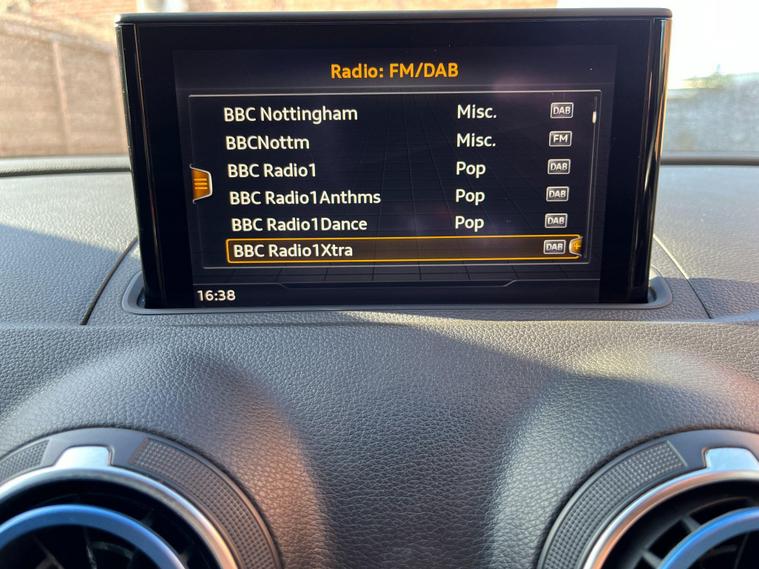 Radio: FM/DAB
BBC Nottingham Misc. DAB
BBCNottm Misc. FM
BBC Radio1 Pop DAB
BBC Radio1Anthms Pop DAB
BBC Radio1Dance Pop DAB
BBC Radio1Xtra DAB
16:38